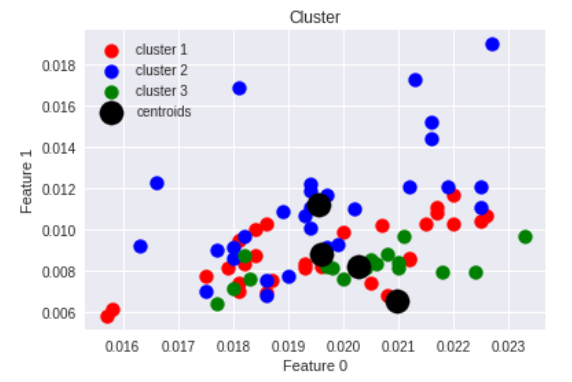 Cluster
cluster 1
cluster 2
cluster 3
centroids
Feature 1
0.018
0.016
0.014
0.012
0.010
0.008
0.006
0.016 0.017 0.018 0.019 0.020 0.021 0.022 0.023
Feature 0